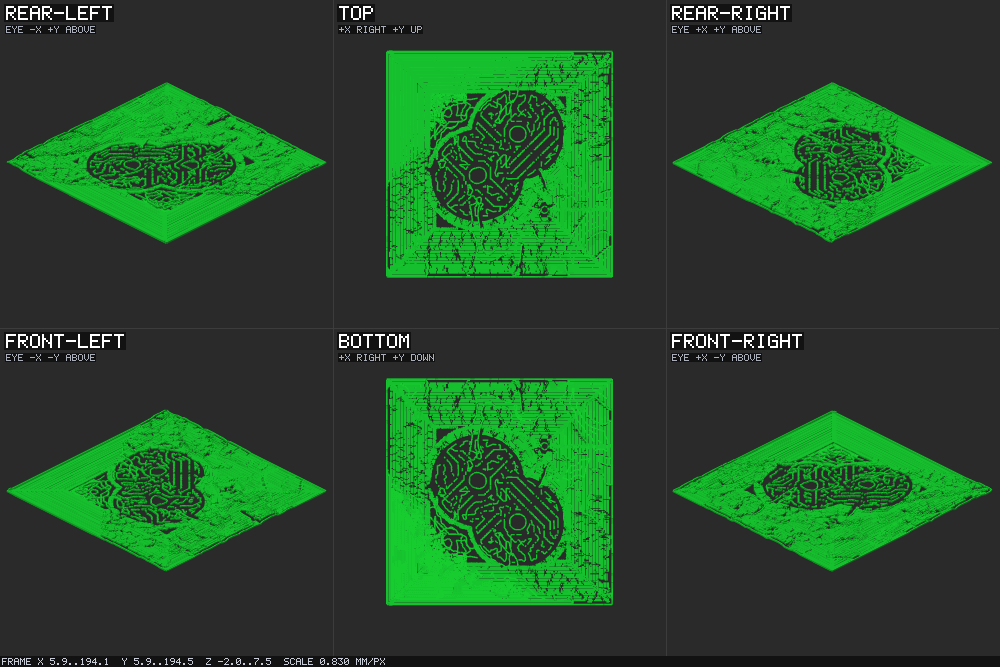 REAR-LEFT
EYE -X +Y ABOVE
TOP
+X RIGHT +Y UP
REAR-RIGHT
EYE +X +Y ABOVE
FRONT-LEFT
EYE -X -Y ABOVE
BOTTOM
+X RIGHT +Y DOWN
FRONT-RIGHT
EYE +X -Y ABOVE
FRAME X 5.9..194.1 Y 5.9..194.5 Z -2.0..7.5 SCALE 0.830 MM/PX